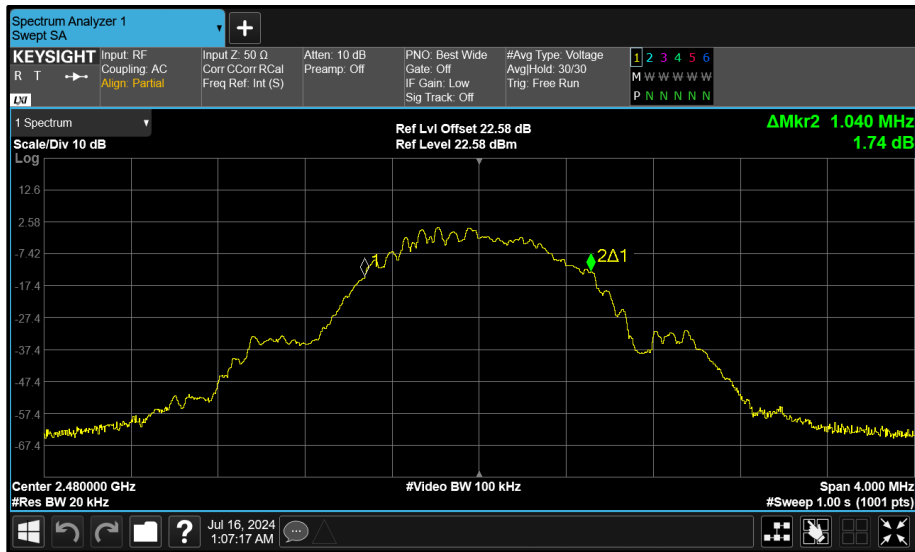 Spectrum Analyzer 1
Swept SA
+
KEYSIGHT
R T
LXI
Input: RF
Coupling: AC
Align: Partial
Input Z: 50 Ω
Corr CCorr RCal
Freq Ref: Int (S)
Atten: 10 dB
Preamp: Off
PNO: Best Wide
Gate: Off
IF Gain: Low
Sig Track: Off
#Avg Type: Voltage
Avg|Hold: 30/30
Trig: Free Run
1 2 3 4 5 6
M W W W W W
P N N N N N
1 Spectrum
Scale/Div 10 dB
Ref Lvl Offset 22.58 dB
Ref Level 22.58 dBm
ΔMkr2 1.040 MHz
1.74 dB
Log
12.6
2.58
-7.42
-17.4
-27.4
-37.4
-47.4
-57.4
-67.4
1
2Δ1
Center 2.480000 GHz
#Video BW 100 kHz
Span 4.000 MHz
#Res BW 20 kHz
#Sweep 1.00 s (1001 pts)
?
Jul 16, 2024
1:07:17 AM